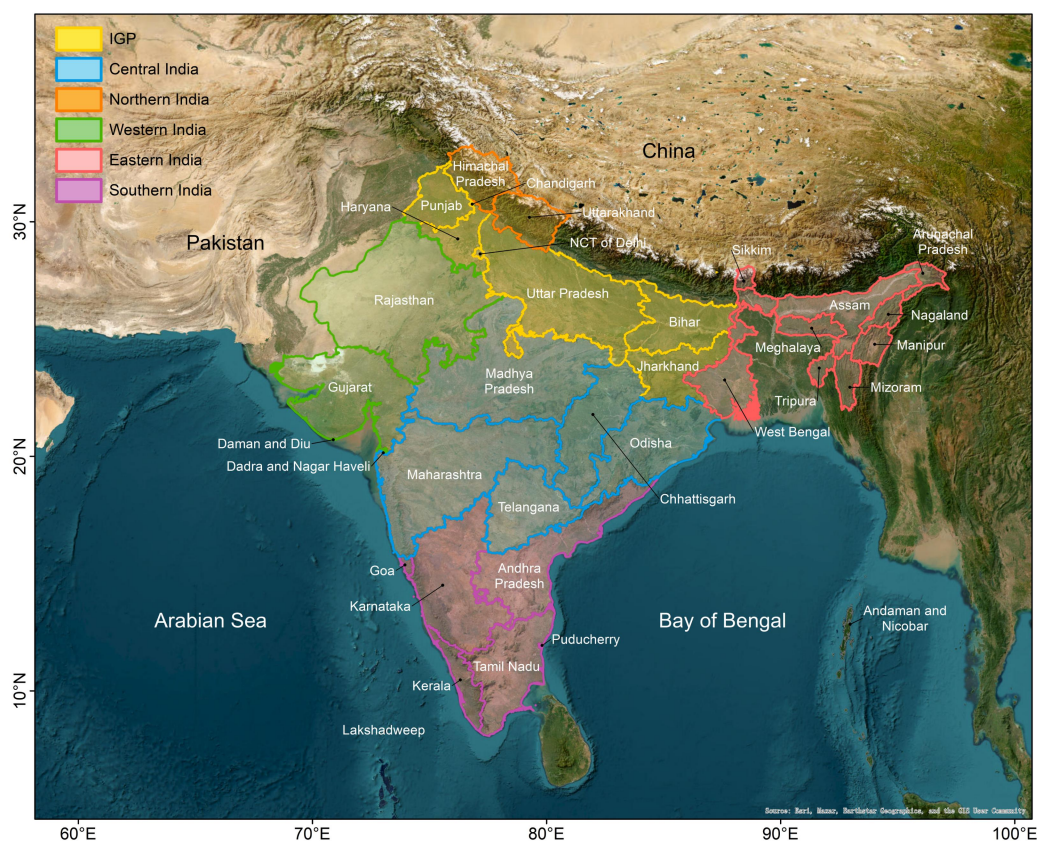 IGP
Central India
Northern India
Western India
Eastern India
Southern India
China
Himachal
Pradesh
Chandigarh
Punjab
Haryana
Uttarakhand
Pakistan
NCT of Delhi
Sikkim
Arunachal
Pradesh
Rajasthan
Uttar Pradesh
Assam
Nagaland
Bihar
Meghalaya
Manipur
Jharkhand
Madhya
Pradesh
Gujarat
Mizoram
Tripura
West Bengal
Daman and Diu
Odisha
Dadra and Nagar Haveli
Maharashtra
Chhattisgarh
Telangana
Goa
Andhra
Pradesh
Karnataka
Arabian Sea
Bay of Bengal
Andaman and
Nicobar
Puducherry
Tamil Nadu
Kerala
Lakshadweep
Source: Esri, Maxar, Earthstar Geographics, and the GIS User Community
30°N
20°N
10°N
60°E
70°E
80°E
90°E
100°E